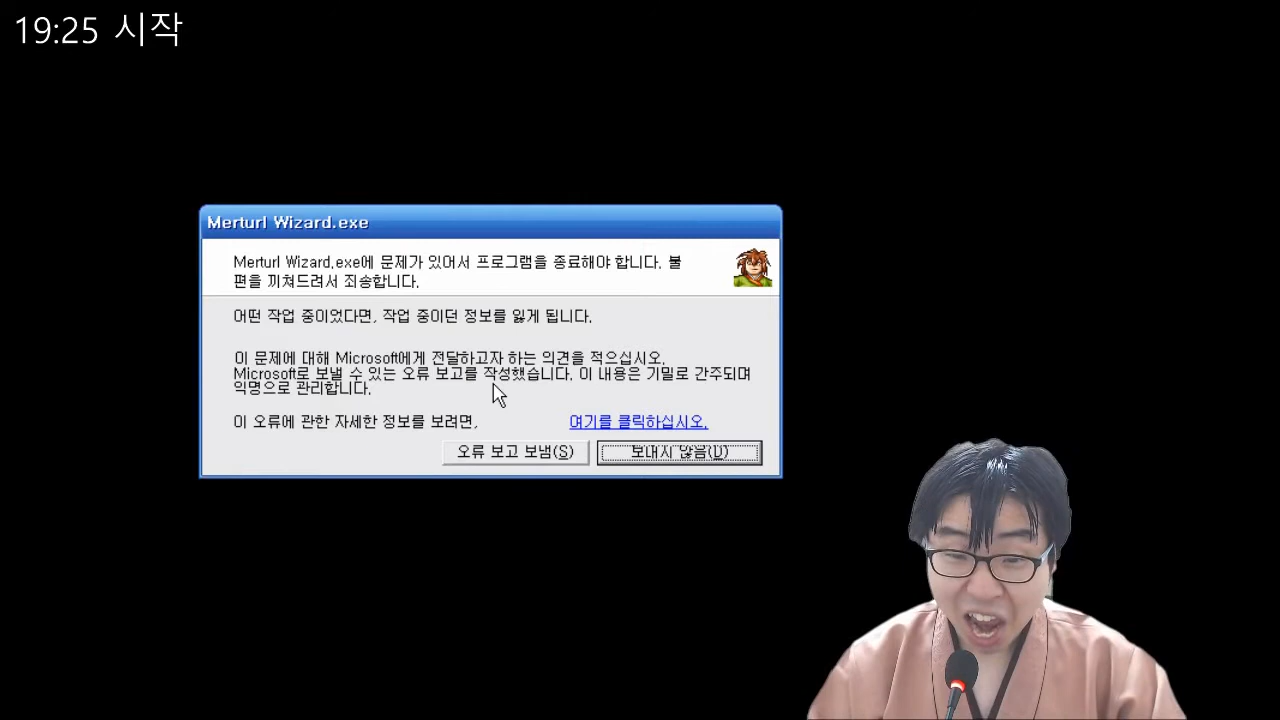 19:25 시작
Merturl Wizard.exe
Merturl Wizard.exe에 문제가 있어서 프로그램을 종료해야 합니다. 불
편을 끼쳐드려서 죄송합니다.
어떤 작업 중이었다면, 작업 중이던 정보를 잃게 됩니다.
이 문제에 대해 Microsoft에게 전달하고자 하는 의견을 적으십시오.
Microsoft로 보낼 수 있는 오류 보고를 작성했습니다. 이 내용은 기밀로 간주되며
익명으로 관리합니다.
이 오류에 관한 자세한 정보를 보려면, 여기를 클릭하십시오.
오류 보고 보냄(S) 보내지 않음(D)